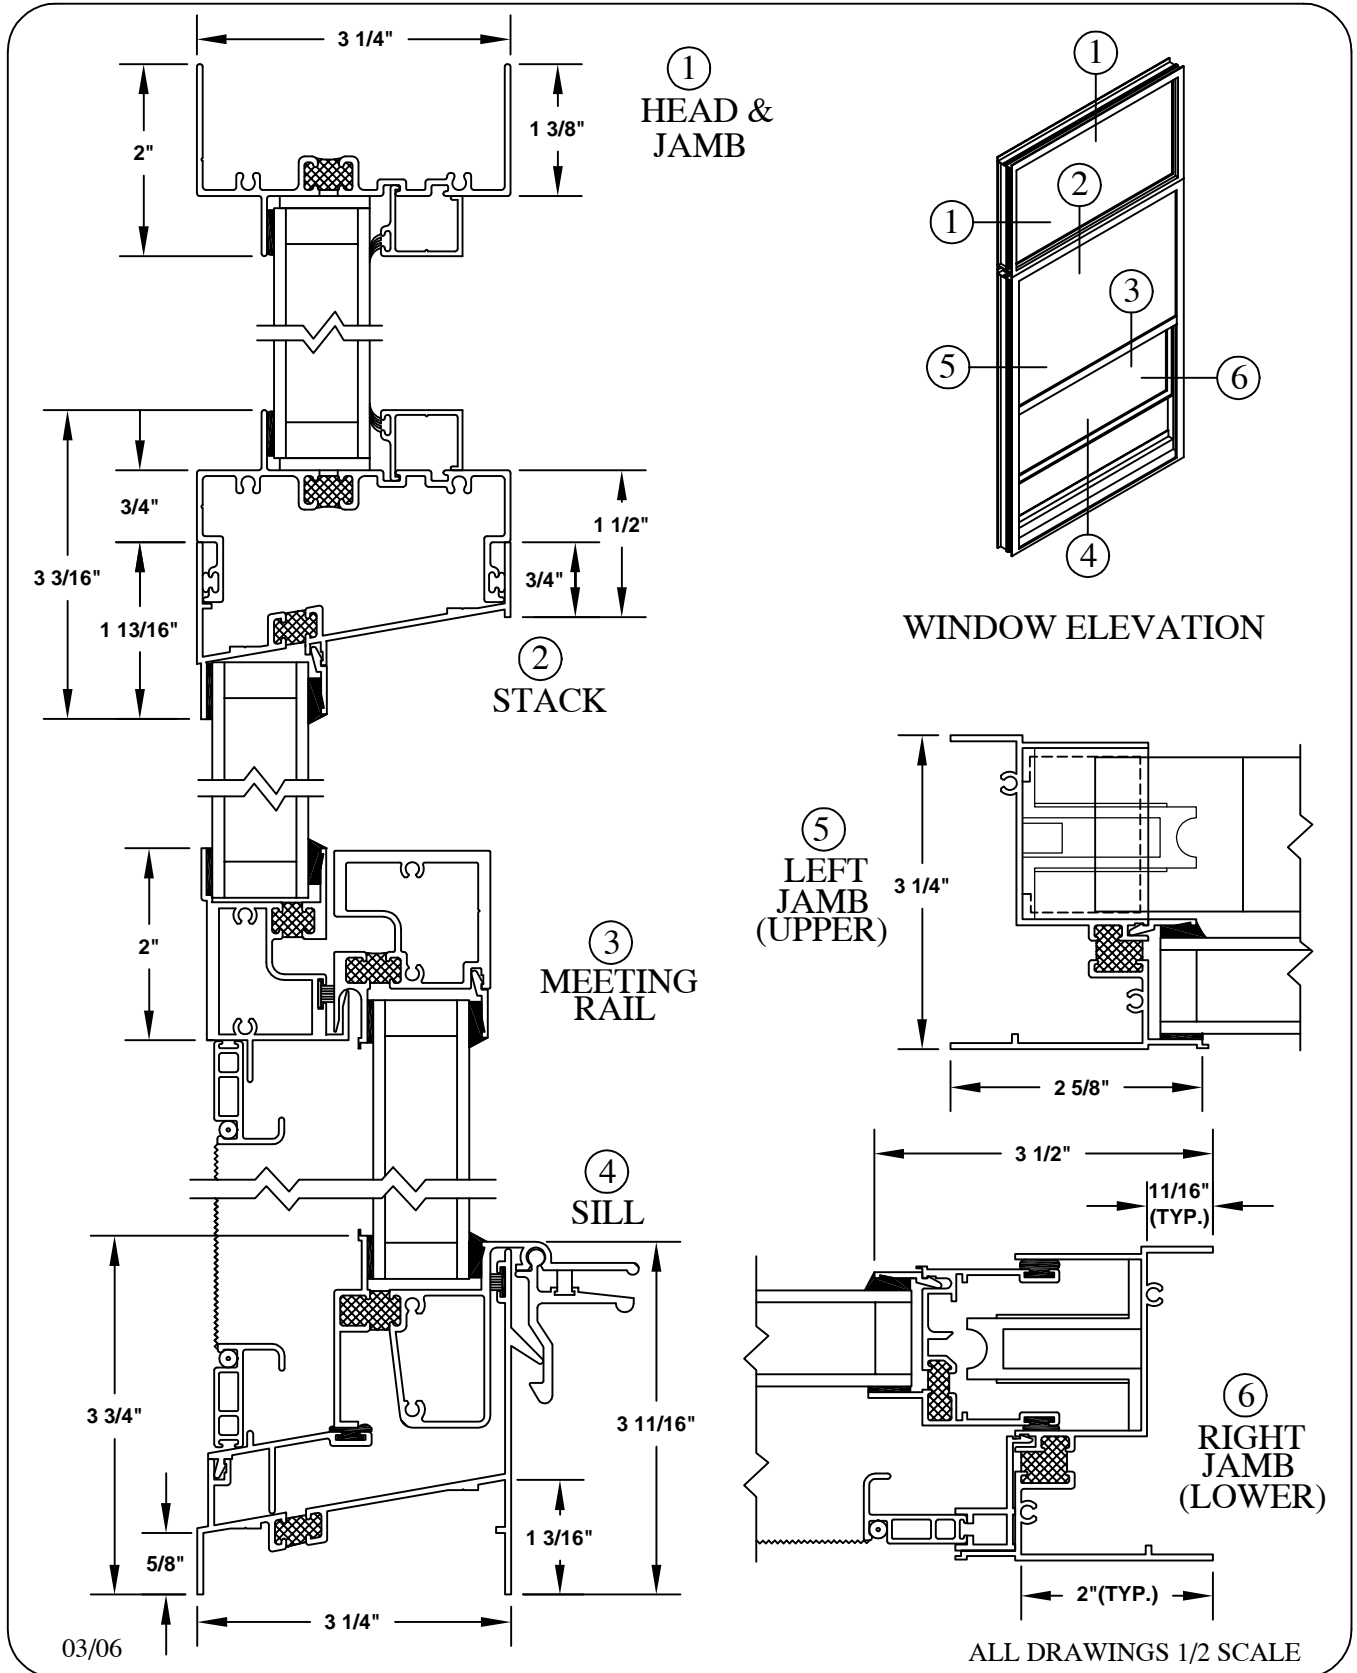 3 1/4"
2"
1 3/8"
1
HEAD &
JAMB
1
2
1
3
5
6
4
WINDOW ELEVATION
3/4"
3 3/16"
1 13/16"
1 1/2"
3/4"
2
STACK
2"
3
MEETING
RAIL
5
LEFT
JAMB
(UPPER)
3 1/4"
2 5/8"
4
SILL
3 3/4"
3 11/16"
5/8"
1 3/16"
3 1/4"
3 1/2"
11/16"
(TYP.)
6
RIGHT
JAMB
(LOWER)
2"(TYP.)
03/06
ALL DRAWINGS 1/2 SCALE